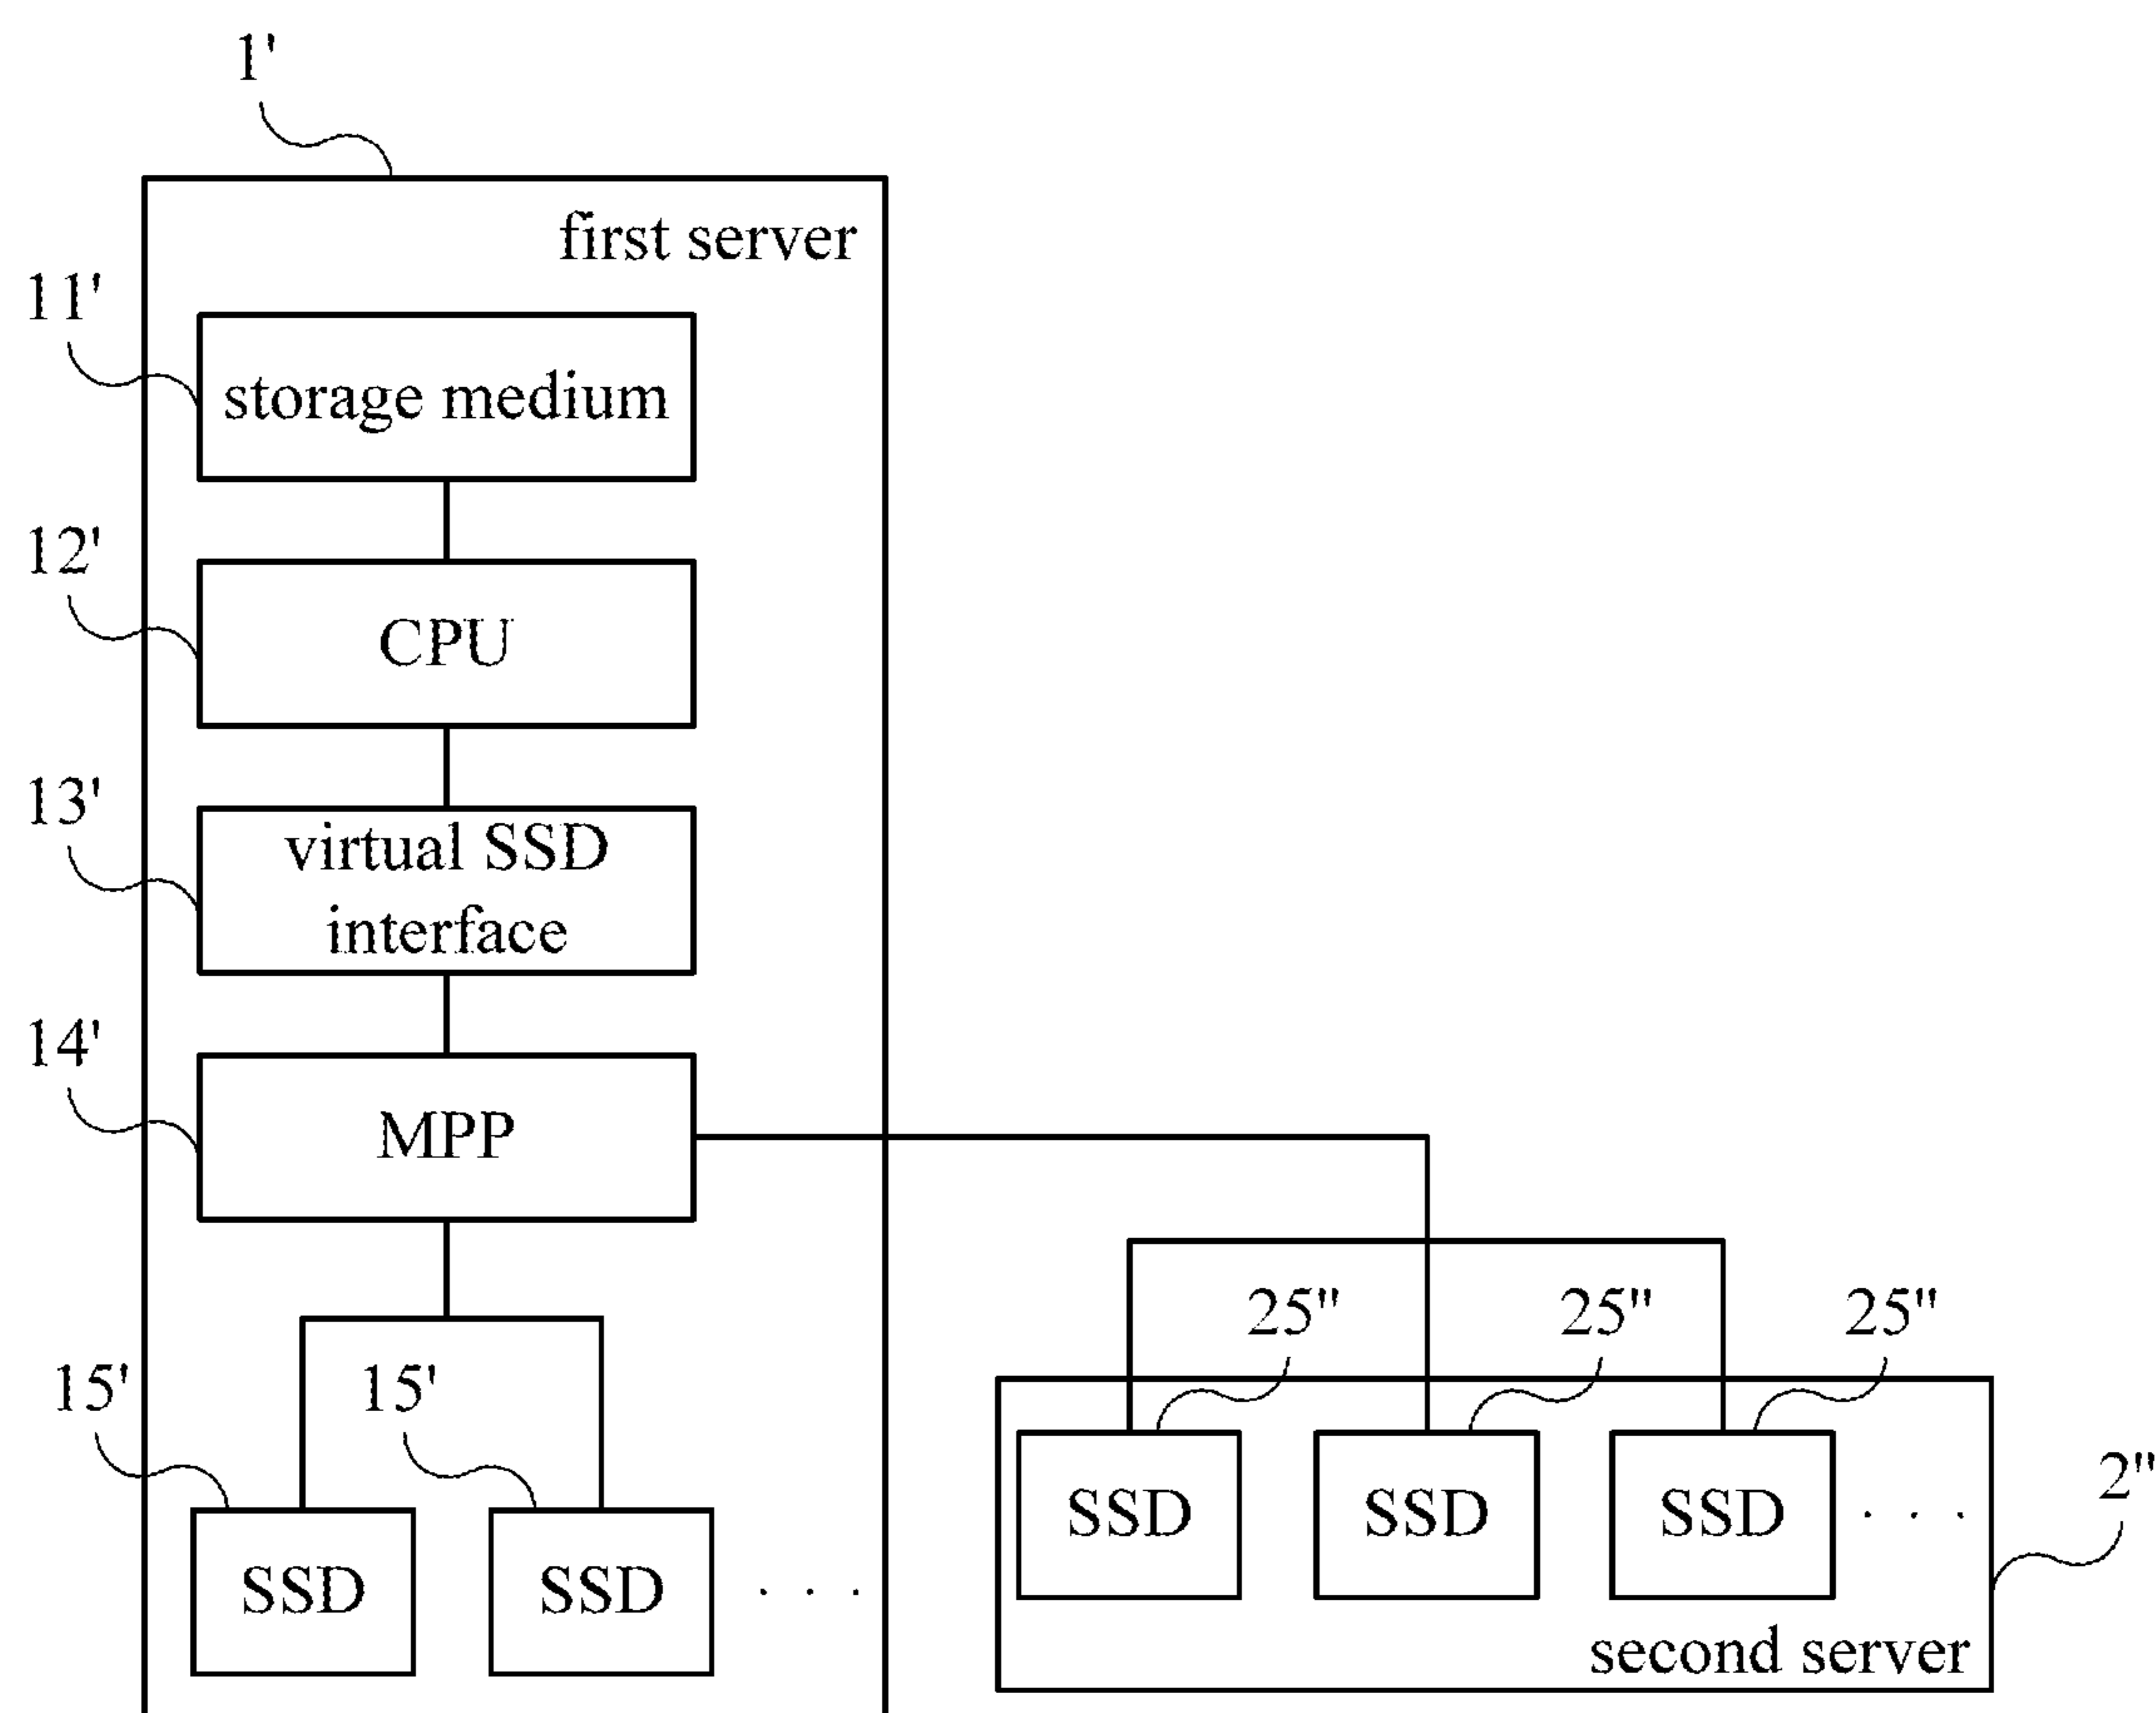 1'
first server
11'
storage medium
12'
CPU
13'
virtual SSD
interface
14'
MPP
15'
15'
SSD
SSD
. . .
25"
25"
25"
SSD
SSD
SSD
. . .
2"
second server